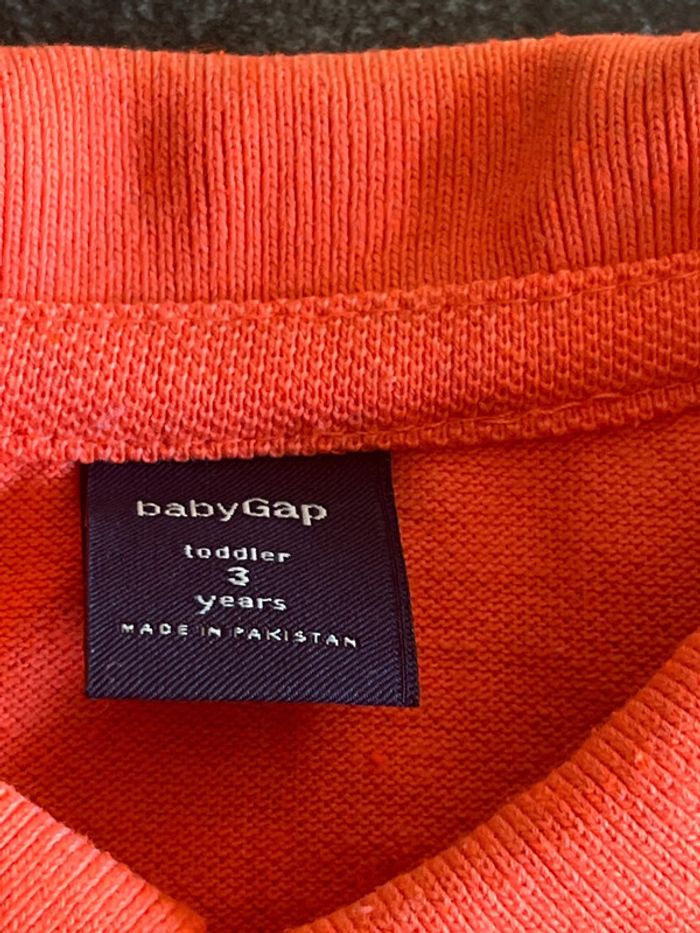 babyGap
toddler
3
years
MADE IN PAKISTAN